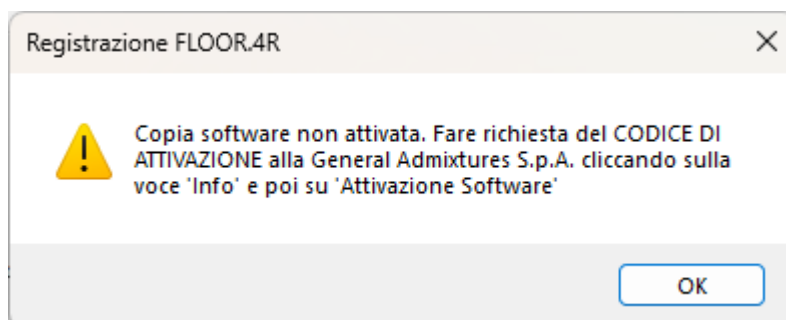 Registrazione FLOOR.4R
Copia software non attivata. Fare richiesta del CODICE DI
ATTIVAZIONE alla General Admixtures S.p.A. cliccando sulla
voce 'Info' e poi su 'Attivazione Software'
OK